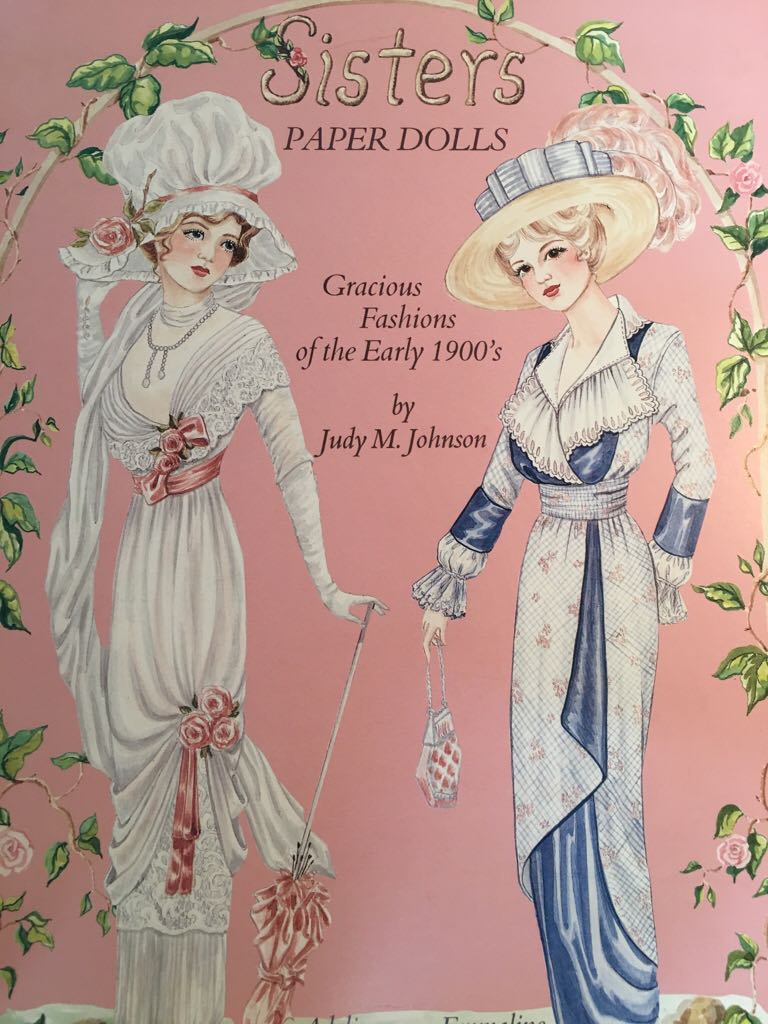 Sisters
PAPER DOLLS
Gracious
Fashions
of the Early 1900's
by
Judy M. Johnson